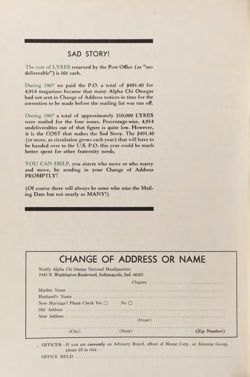 SAD STORY!
The cost of LYRES returned by the Post Office (as "un-
deliverable") is 10¢ each.
During 1967 we paid the P.O. a total of $491.40 for
4,914 magazines because that many Alpha Chi Omegas
had not sent in Change of Address notices in time for the
correction to be made before the mailing list was run off.
During 1967 a total of approximately 210,000 LYRES
were mailed for the four issues. Percentage-wise, 4,914
undeliverables out of that figure is quite low. However,
it is the COST that makes the Sad Story. The $491.40
(or more, as circulation grows each year) that will have to
be handed over to the U.S. P.O. this year could be much
better spent for other fraternity needs.
YOU CAN HELP, you sisters who move or who marry
and move, by sending in your Change of Address
PROMPTLY!
(Of course there will always be some who miss the Mail-
ing Date but not nearly so MANY!)
CHANGE OF ADDRESS OR NAME
Notify Alpha Chi Omega National Headquarters
3445 N. Washington Boulevard, Indianapolis, Ind. 46205
Chapter
Maiden Name
Husband's Name
New Marriage? Please Check Yes □ No □
Old Address
New Address
(Street)
(City) (State) (Zip Number)
OFFICER—If you are currently on Advisory Board, officer of House Corp., or Alumnae Group,
please fill in title:
OFFICE HELD